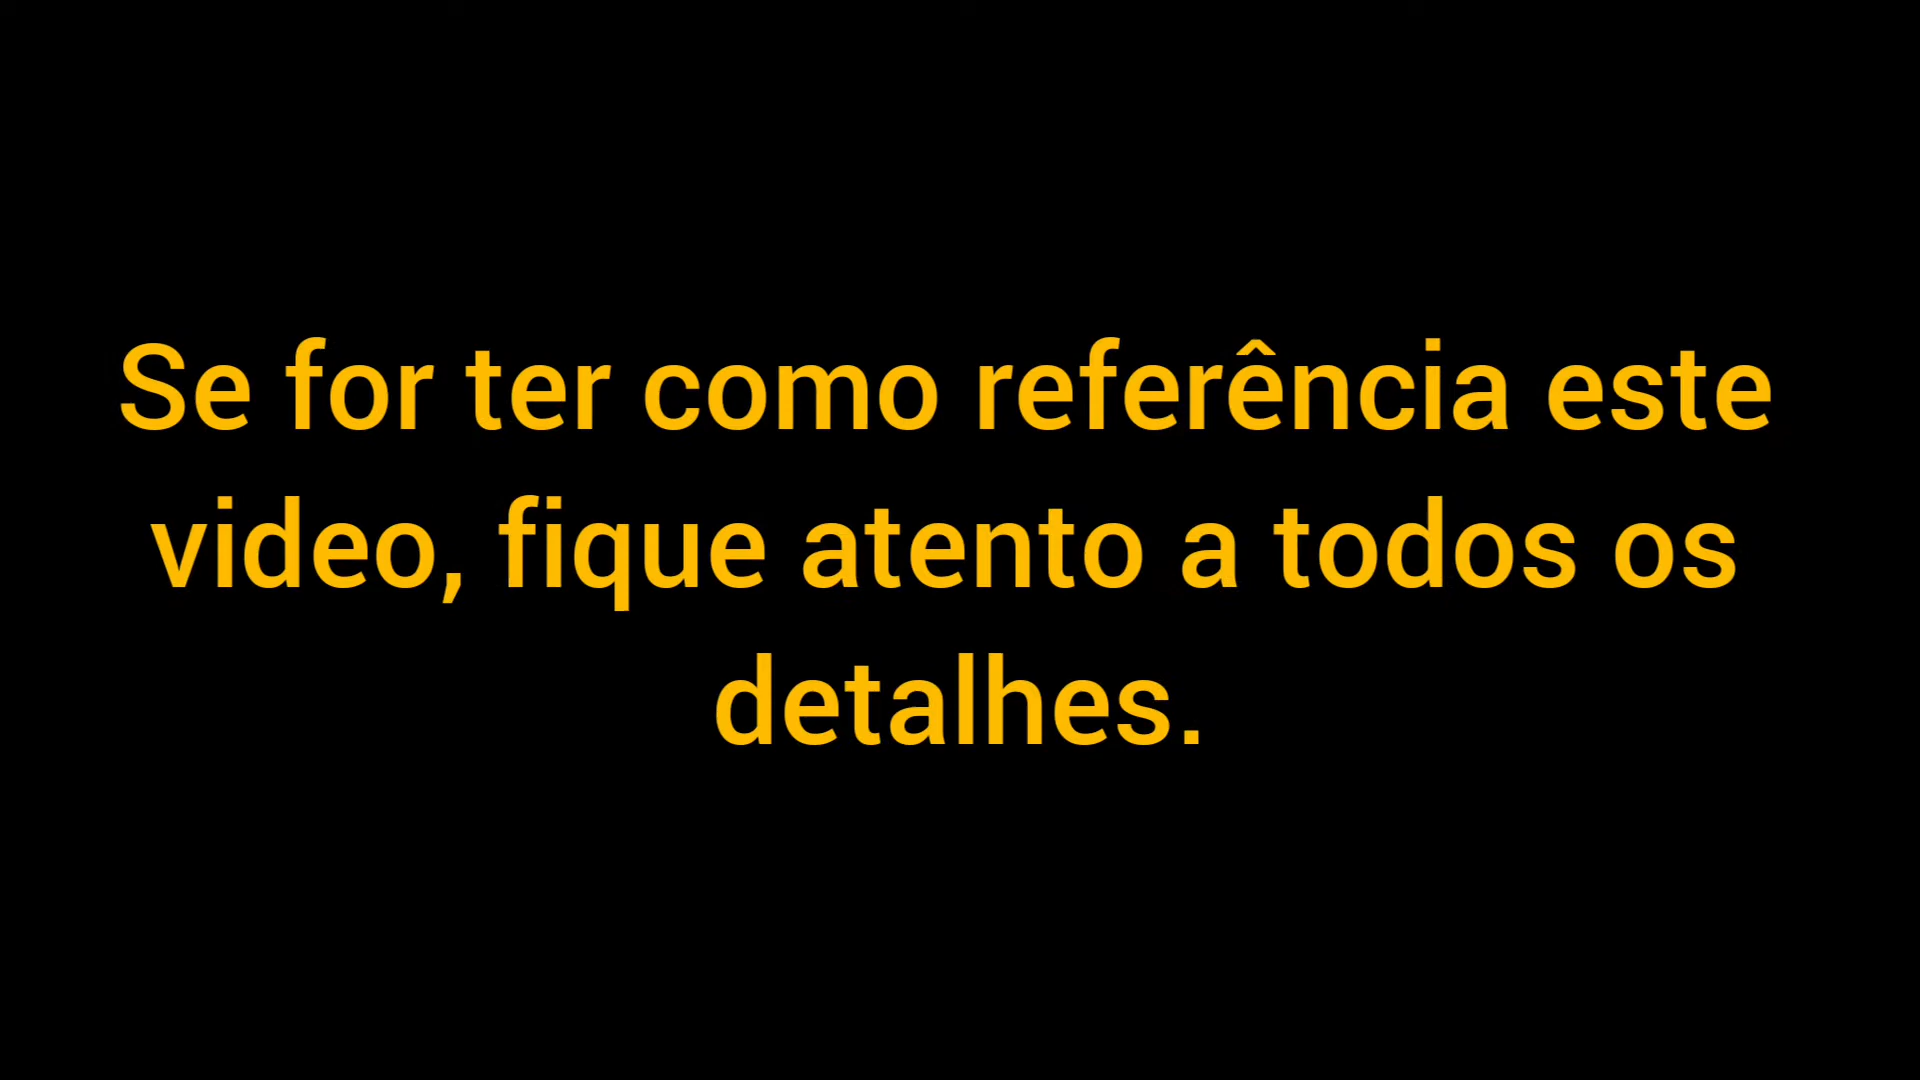 Se for ter como referência este
video, fique atento a todos os
detalhes.